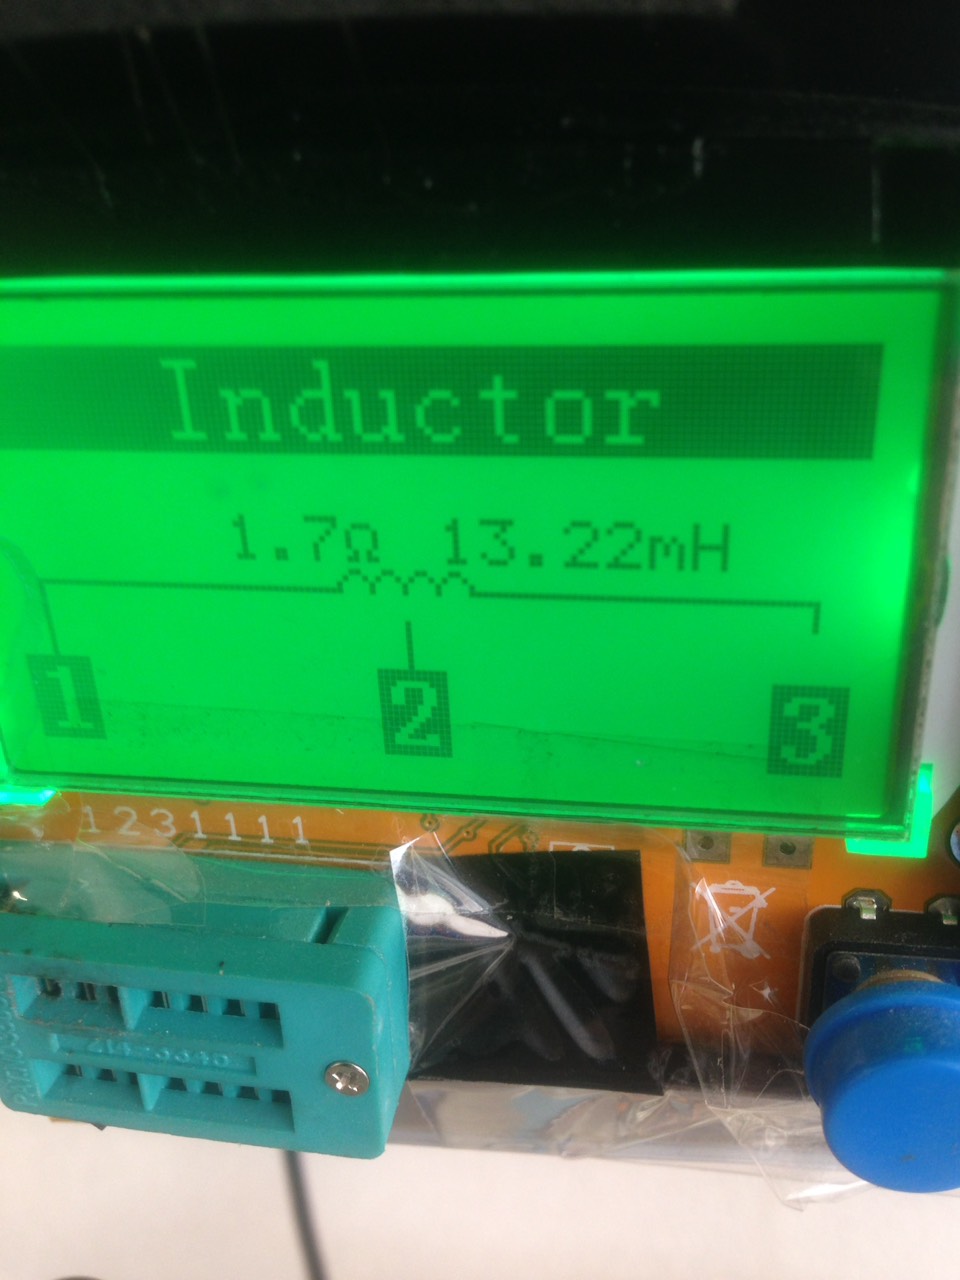 Inductor
1.7Ω 13.22mH
1 2 3
1231111